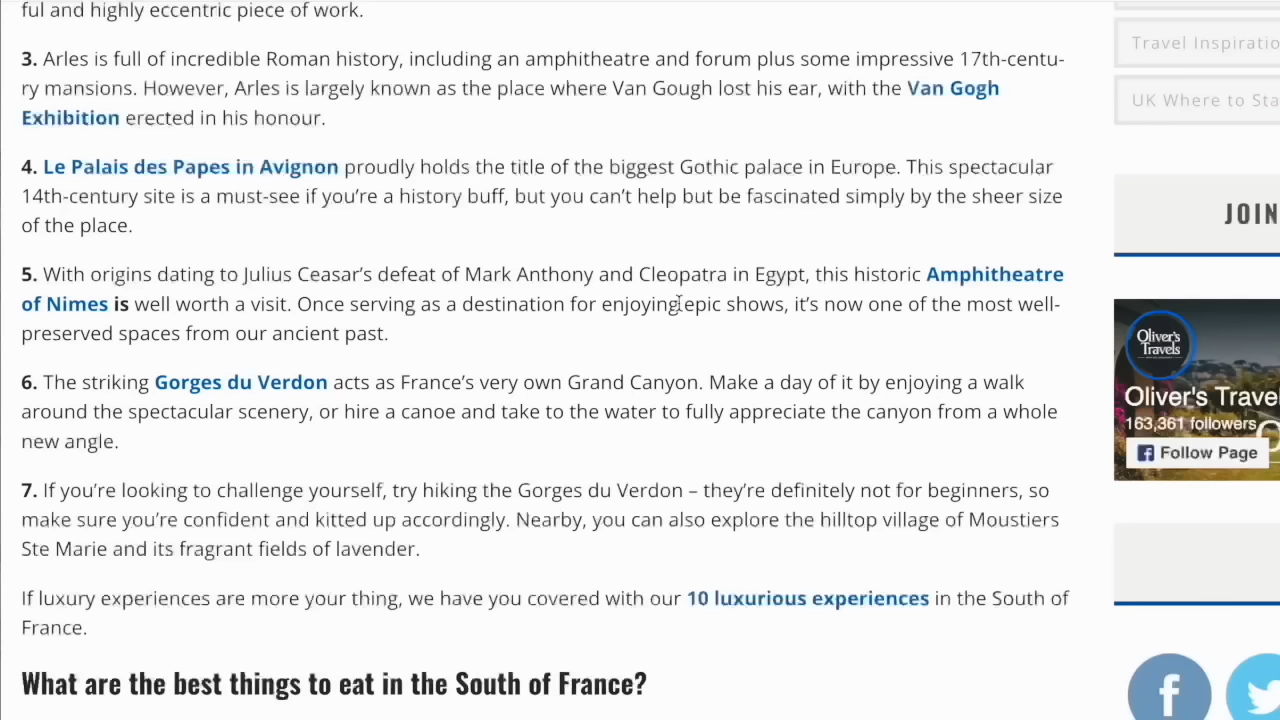 ful and highly eccentric piece of work.
3. Arles is full of incredible Roman history, including an amphitheatre and forum plus some impressive 17th-centu-
ry mansions. However, Arles is largely known as the place where Van Gough lost his ear, with the Van Gogh
Exhibition erected in his honour.
4. Le Palais des Papes in Avignon proudly holds the title of the biggest Gothic palace in Europe. This spectacular
14th-century site is a must-see if you’re a history buff, but you can’t help but be fascinated simply by the sheer size
of the place.
5. With origins dating to Julius Ceasar’s defeat of Mark Anthony and Cleopatra in Egypt, this historic Amphitheatre
of Nimes is well worth a visit. Once serving as a destination for enjoying epic shows, it’s now one of the most well-
preserved spaces from our ancient past.
6. The striking Gorges du Verdon acts as France’s very own Grand Canyon. Make a day of it by enjoying a walk
around the spectacular scenery, or hire a canoe and take to the water to fully appreciate the canyon from a whole
new angle.
7. If you’re looking to challenge yourself, try hiking the Gorges du Verdon – they’re definitely not for beginners, so
make sure you’re confident and kitted up accordingly. Nearby, you can also explore the hilltop village of Moustiers
Ste Marie and its fragrant fields of lavender.
If luxury experiences are more your thing, we have you covered with our 10 luxurious experiences in the South of
France.
What are the best things to eat in the South of France?
Travel Inspiratio
UK Where to Sta
JOIN
Oliver's
Travels
Oliver's Trave
163,361 followers
Follow Page